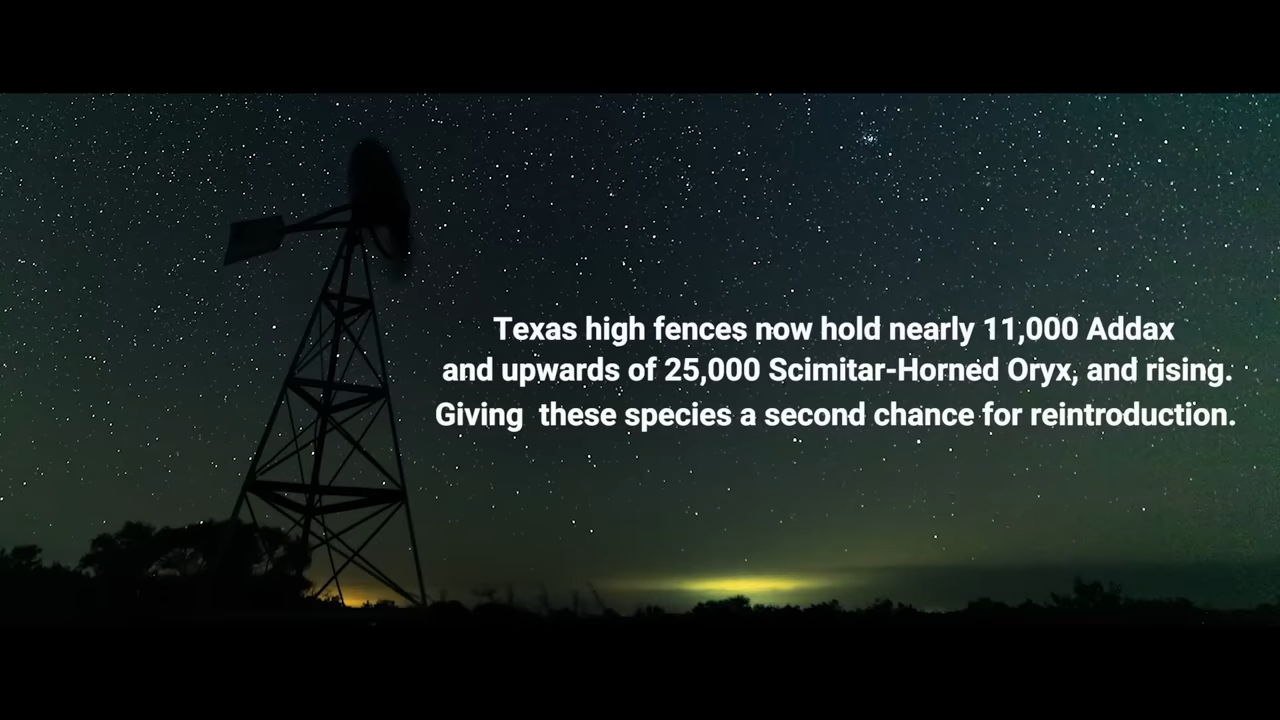 Texas high fences now hold nearly 11,000 Addax
and upwards of 25,000 Scimitar-Horned Oryx, and rising.
Giving  these species a second chance for reintroduction.